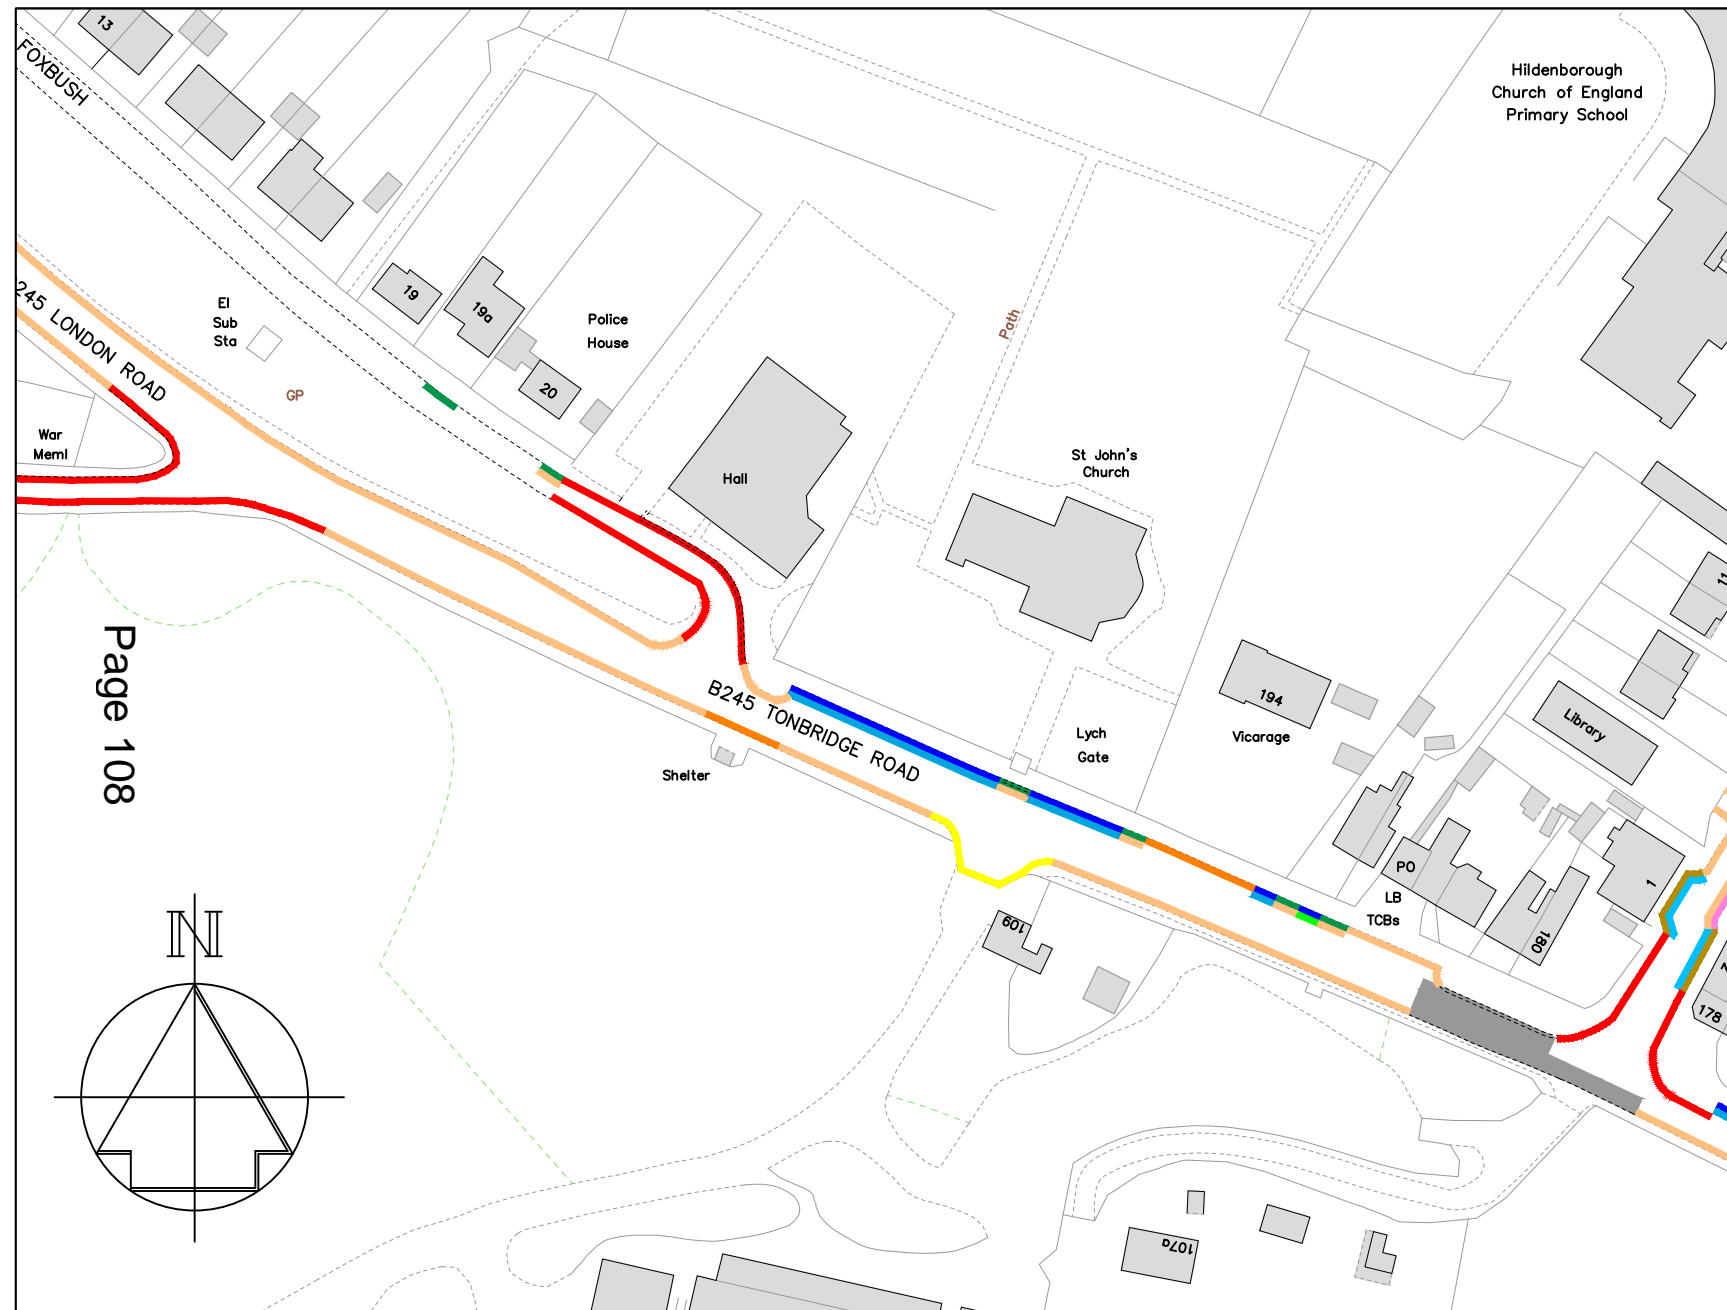 13
FOXBUSH
Hildenborough
Church of England
Primary School
245 LONDON ROAD
El
Sub
Sta
19
19a
Police
House
20
GP
Path
War
Meml
Hall
St John's
Church
11
Page 108
B245 TONBRIDGE ROAD
Shelter
Lych
Gate
194
Vicarage
Library
PO
LB
TCBs
1
180
109
178
N
107a